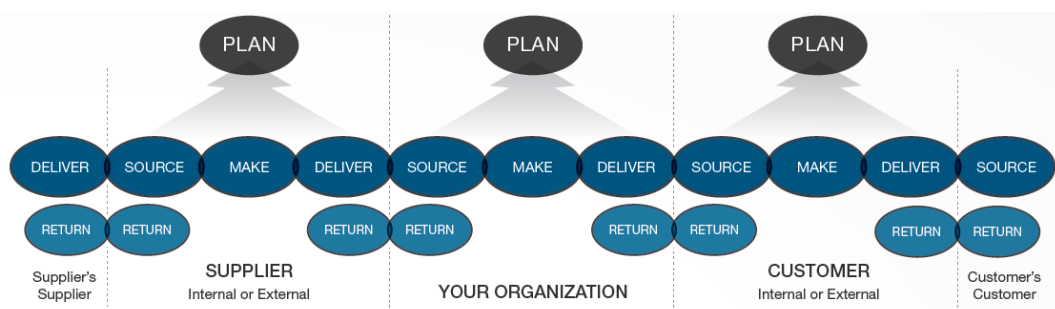 PLAN PLAN PLAN
DELIVER SOURCE MAKE DELIVER SOURCE MAKE DELIVER SOURCE MAKE DELIVER SOURCE
RETURN RETURN RETURN RETURN RETURN RETURN RETURN RETURN
Supplier's
Supplier
SUPPLIER
Internal or External
YOUR ORGANIZATION
CUSTOMER
Internal or External
Customer's
Customer